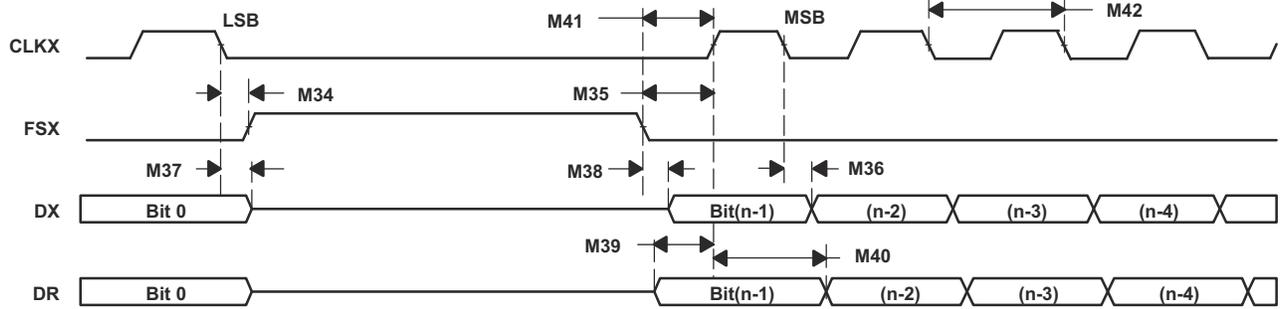 LSB
M41
MSB
M42
CLKX
M34
M35
FSX
M37
M38
M36
DX
Bit 0
Bit(n-1)
(n-2)
(n-3)
(n-4)
M39
M40
DR
Bit 0
Bit(n-1)
(n-2)
(n-3)
(n-4)